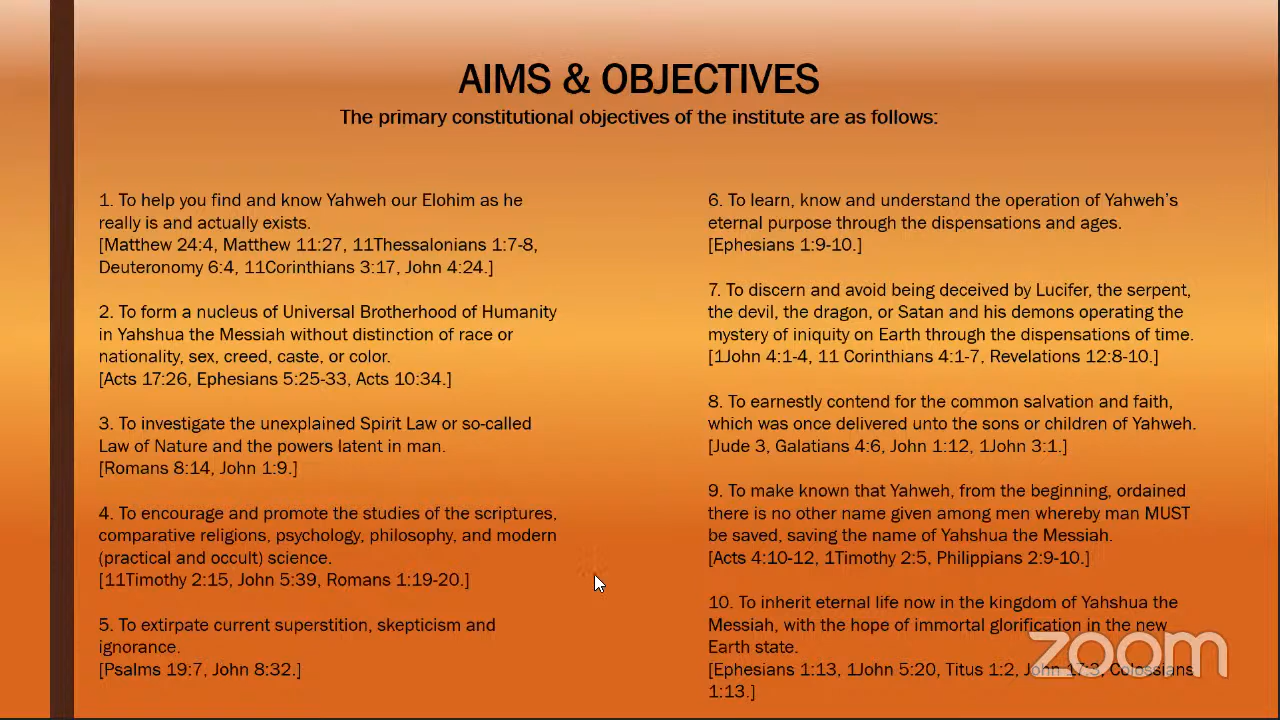 AIMS & OBJECTIVES
The primary constitutional objectives of the institute are as follows:
1. To help you find and know Yahweh our Elohim as he
really is and actually exists.
[Matthew 24:4, Matthew 11:27, 11Thessalonians 1:7-8,
Deuteronomy 6:4, 11Corinthians 3:17, John 4:24.]
2. To form a nucleus of Universal Brotherhood of Humanity
in Yahshua the Messiah without distinction of race or
nationality, sex, creed, caste, or color.
[Acts 17:26, Ephesians 5:25-33, Acts 10:34.]
3. To investigate the unexplained Spirit Law or so-called
Law of Nature and the powers latent in man.
[Romans 8:14, John 1:9.]
4. To encourage and promote the studies of the scriptures,
comparative religions, psychology, philosophy, and modern
(practical and occult) science.
[11Timothy 2:15, John 5:39, Romans 1:19-20.]
5. To extirpate current superstition, skepticism and
ignorance.
[Psalms 19:7, John 8:32.]
6. To learn, know and understand the operation of Yahweh's
eternal purpose through the dispensations and ages.
[Ephesians 1:9-10.]
7. To discern and avoid being deceived by Lucifer, the serpent,
the devil, the dragon, or Satan and his demons operating the
mystery of iniquity on Earth through the dispensations of time.
[1John 4:1-4, 11 Corinthians 4:1-7, Revelations 12:8-10.]
8. To earnestly contend for the common salvation and faith,
which was once delivered unto the sons or children of Yahweh.
[Jude 3, Galatians 4:6, John 1:12, 1John 3:1.]
9. To make known that Yahweh, from the beginning, ordained
there is no other name given among men whereby man MUST
be saved, saving the name of Yahshua the Messiah.
[Acts 4:10-12, 1Timothy 2:5, Philippians 2:9-10.]
10. To inherit eternal life now in the kingdom of Yahshua the
Messiah, with the hope of immortal glorification in the new
Earth state.
[Ephesians 1:13, 1John 5:20, Titus 1:2, John 17:3, Colossians
1:13.]
zoom